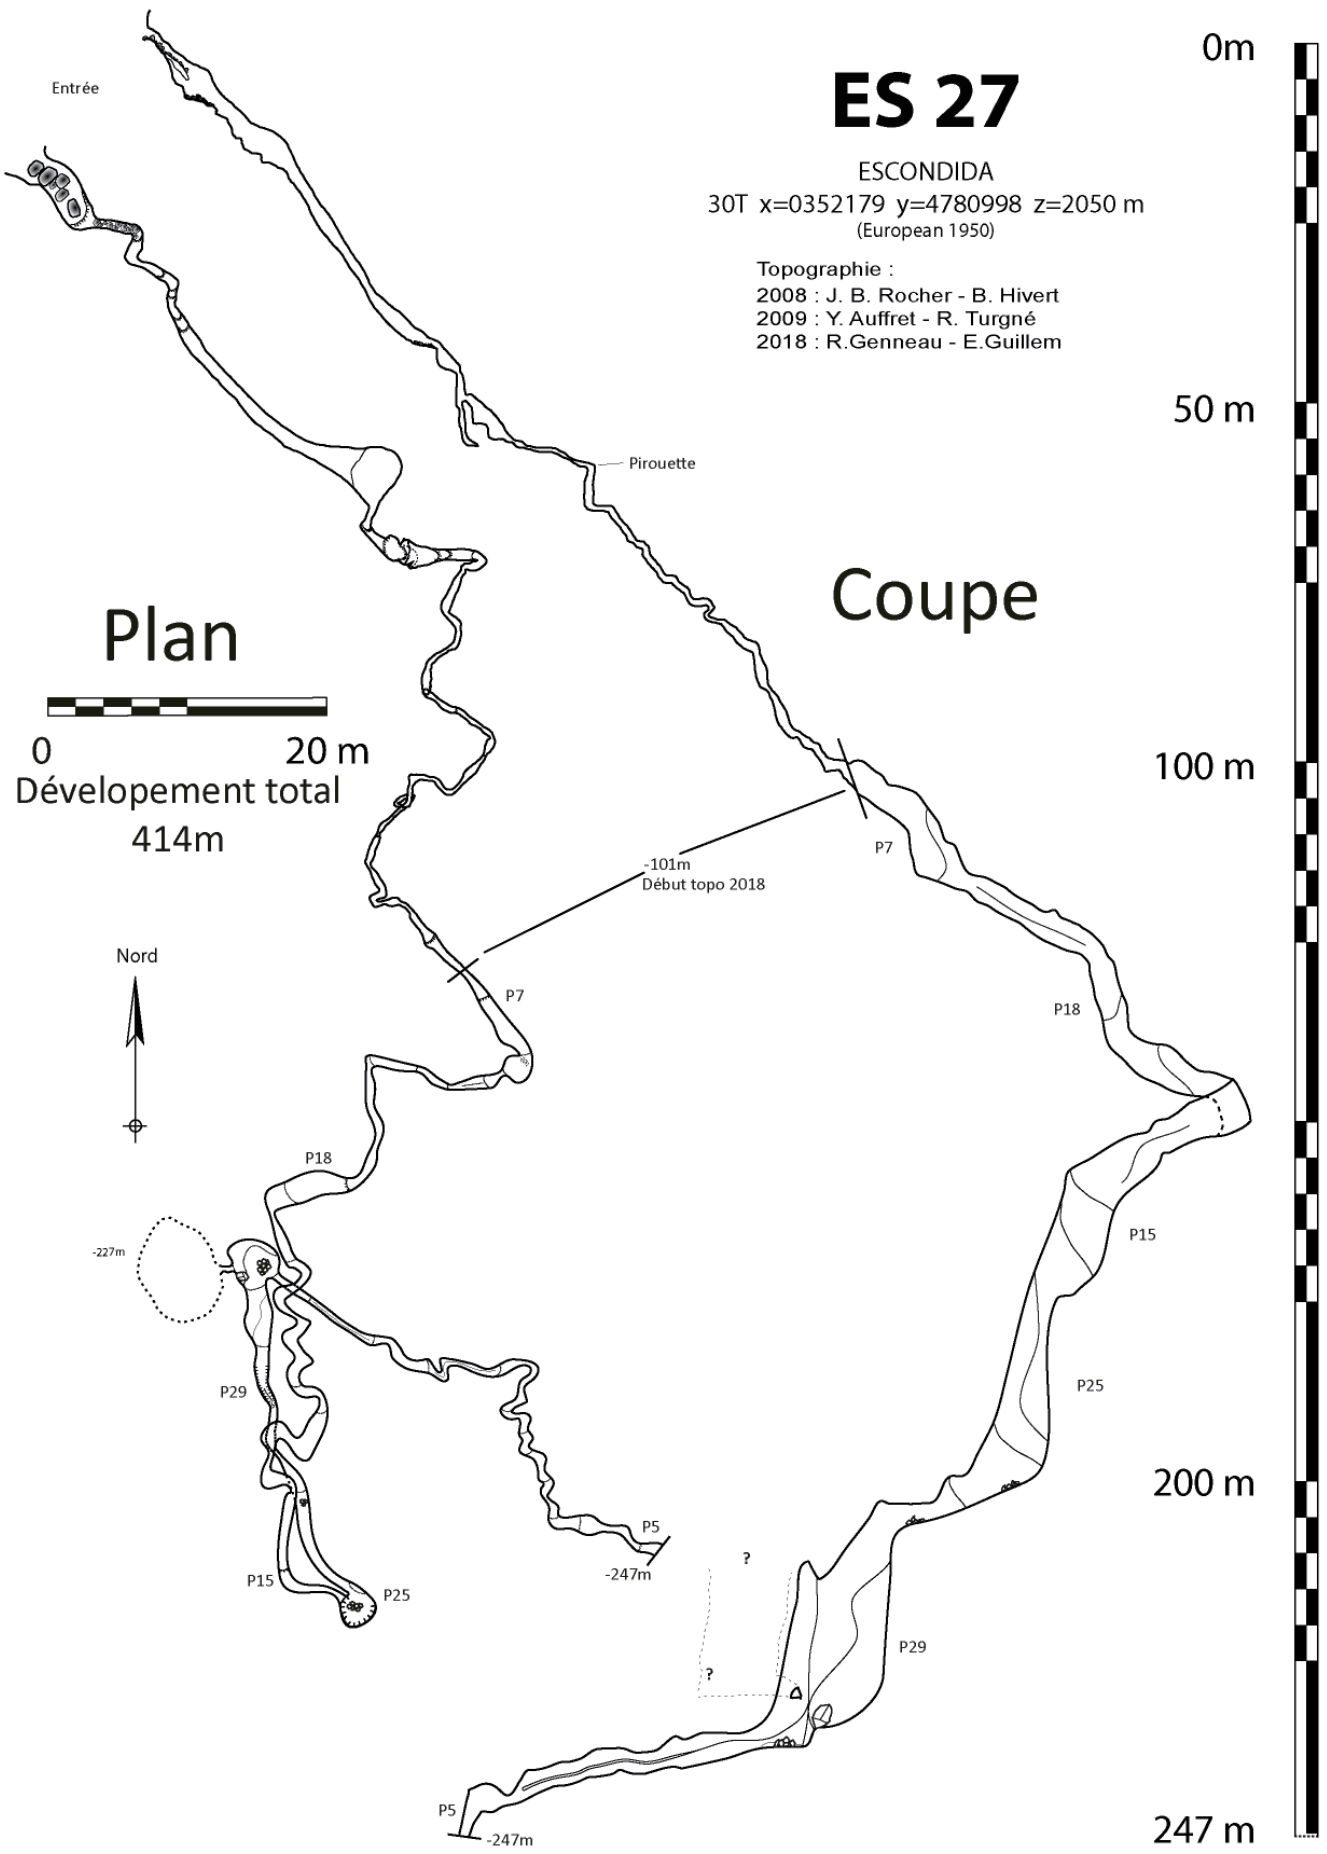 0m
Entrée
ES 27
ESCONDIDA
30T x=0352179 y=4780998 z=2050 m
(European 1950)
Topographie :
2008 : J. B. Rocher - B. Hivert
2009 : Y. Auffret - R. Turgné
2018 : R.Genneau - E.Guillem
50 m
Pirouette
Coupe
Plan
0 20 m
Dévelopement total
414m
100 m
P7
-101m
Début topo 2018
Nord
P7
P18
P18
-227m
P15
P29
P25
200 m
P5
-247m
?
P15
P25
P29
?
P5
-247m
247 m